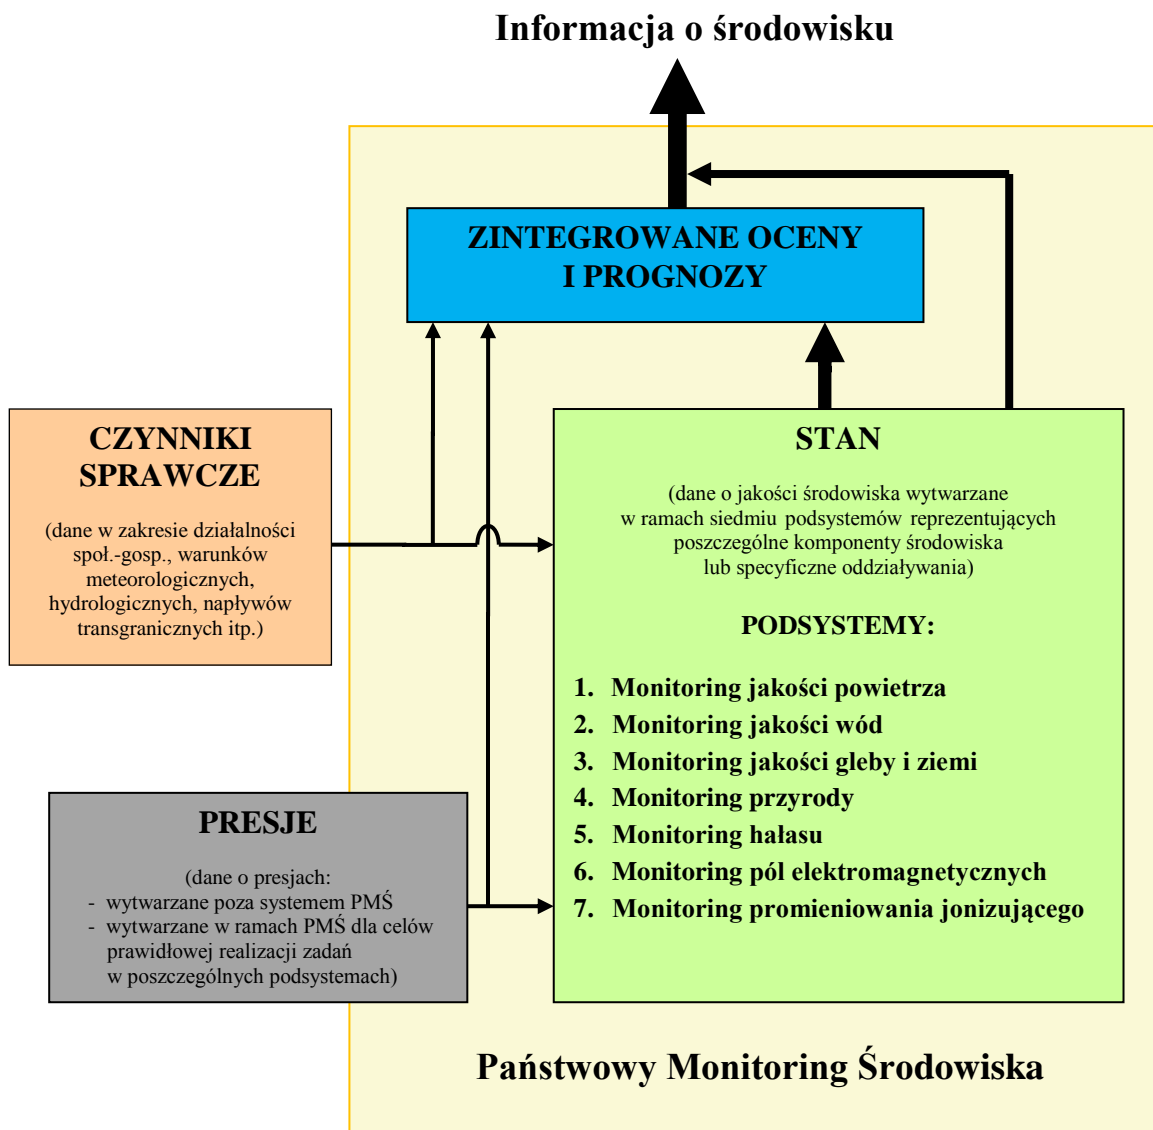 Informacja o środowisku
ZINTEGROWANE OCENY
I PROGNOZY
CZYNNIKI
SPRAWCZE
(dane w zakresie działalności
społ.-gosp., warunków
meteorologicznych,
hydrologicznych, napływów
transgranicznych itp.)
STAN
(dane o jakości środowiska wytwarzane
w ramach siedmiu podsystemów reprezentujących
poszczególne komponenty środowiska
lub specyficzne oddziaływania)
PODSYSTEMY:
1. Monitoring jakości powietrza
2. Monitoring jakości wód
3. Monitoring jakości gleby i ziemi
4. Monitoring przyrody
5. Monitoring hałasu
6. Monitoring pól elektromagnetycznych
7. Monitoring promieniowania jonizującego
PRESJE
(dane o presjach:
- wytwarzane poza systemem PMŚ
- wytwarzane w ramach PMŚ dla celów
prawidłowej realizacji zadań
w poszczególnych podsystemach)
Państwowy Monitoring Środowiska